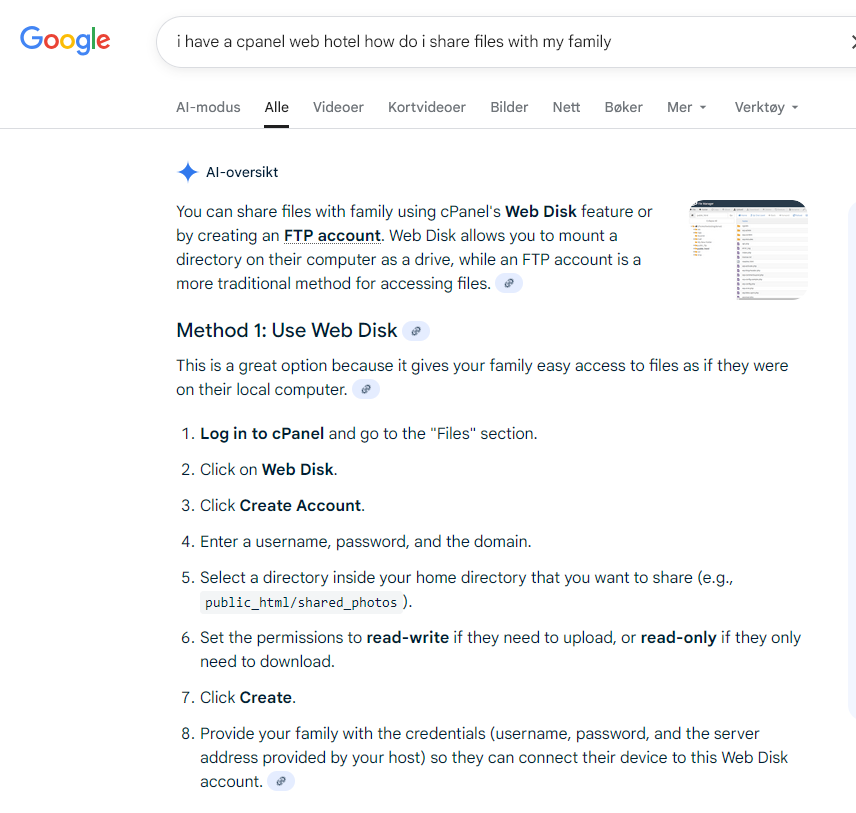 Google
i have a cpanel web hotel how do i share files with my family
AI-modus Alle Videoer Kortvideoer Bilder Nett Bøker Mer Verktøy
AI-oversikt
You can share files with family using cPanel's Web Disk feature or
by creating an FTP account. Web Disk allows you to mount a
directory on their computer as a drive, while an FTP account is a
more traditional method for accessing files.
Method 1: Use Web Disk
This is a great option because it gives your family easy access to files as if they were
on their local computer.
1. Log in to cPanel and go to the "Files" section.
2. Click on Web Disk.
3. Click Create Account.
4. Enter a username, password, and the domain.
5. Select a directory inside your home directory that you want to share (e.g.,
public_html/shared_photos ).
6. Set the permissions to read-write if they need to upload, or read-only if they only
need to download.
7. Click Create.
8. Provide your family with the credentials (username, password, and the server
address provided by your host) so they can connect their device to this Web Disk
account.